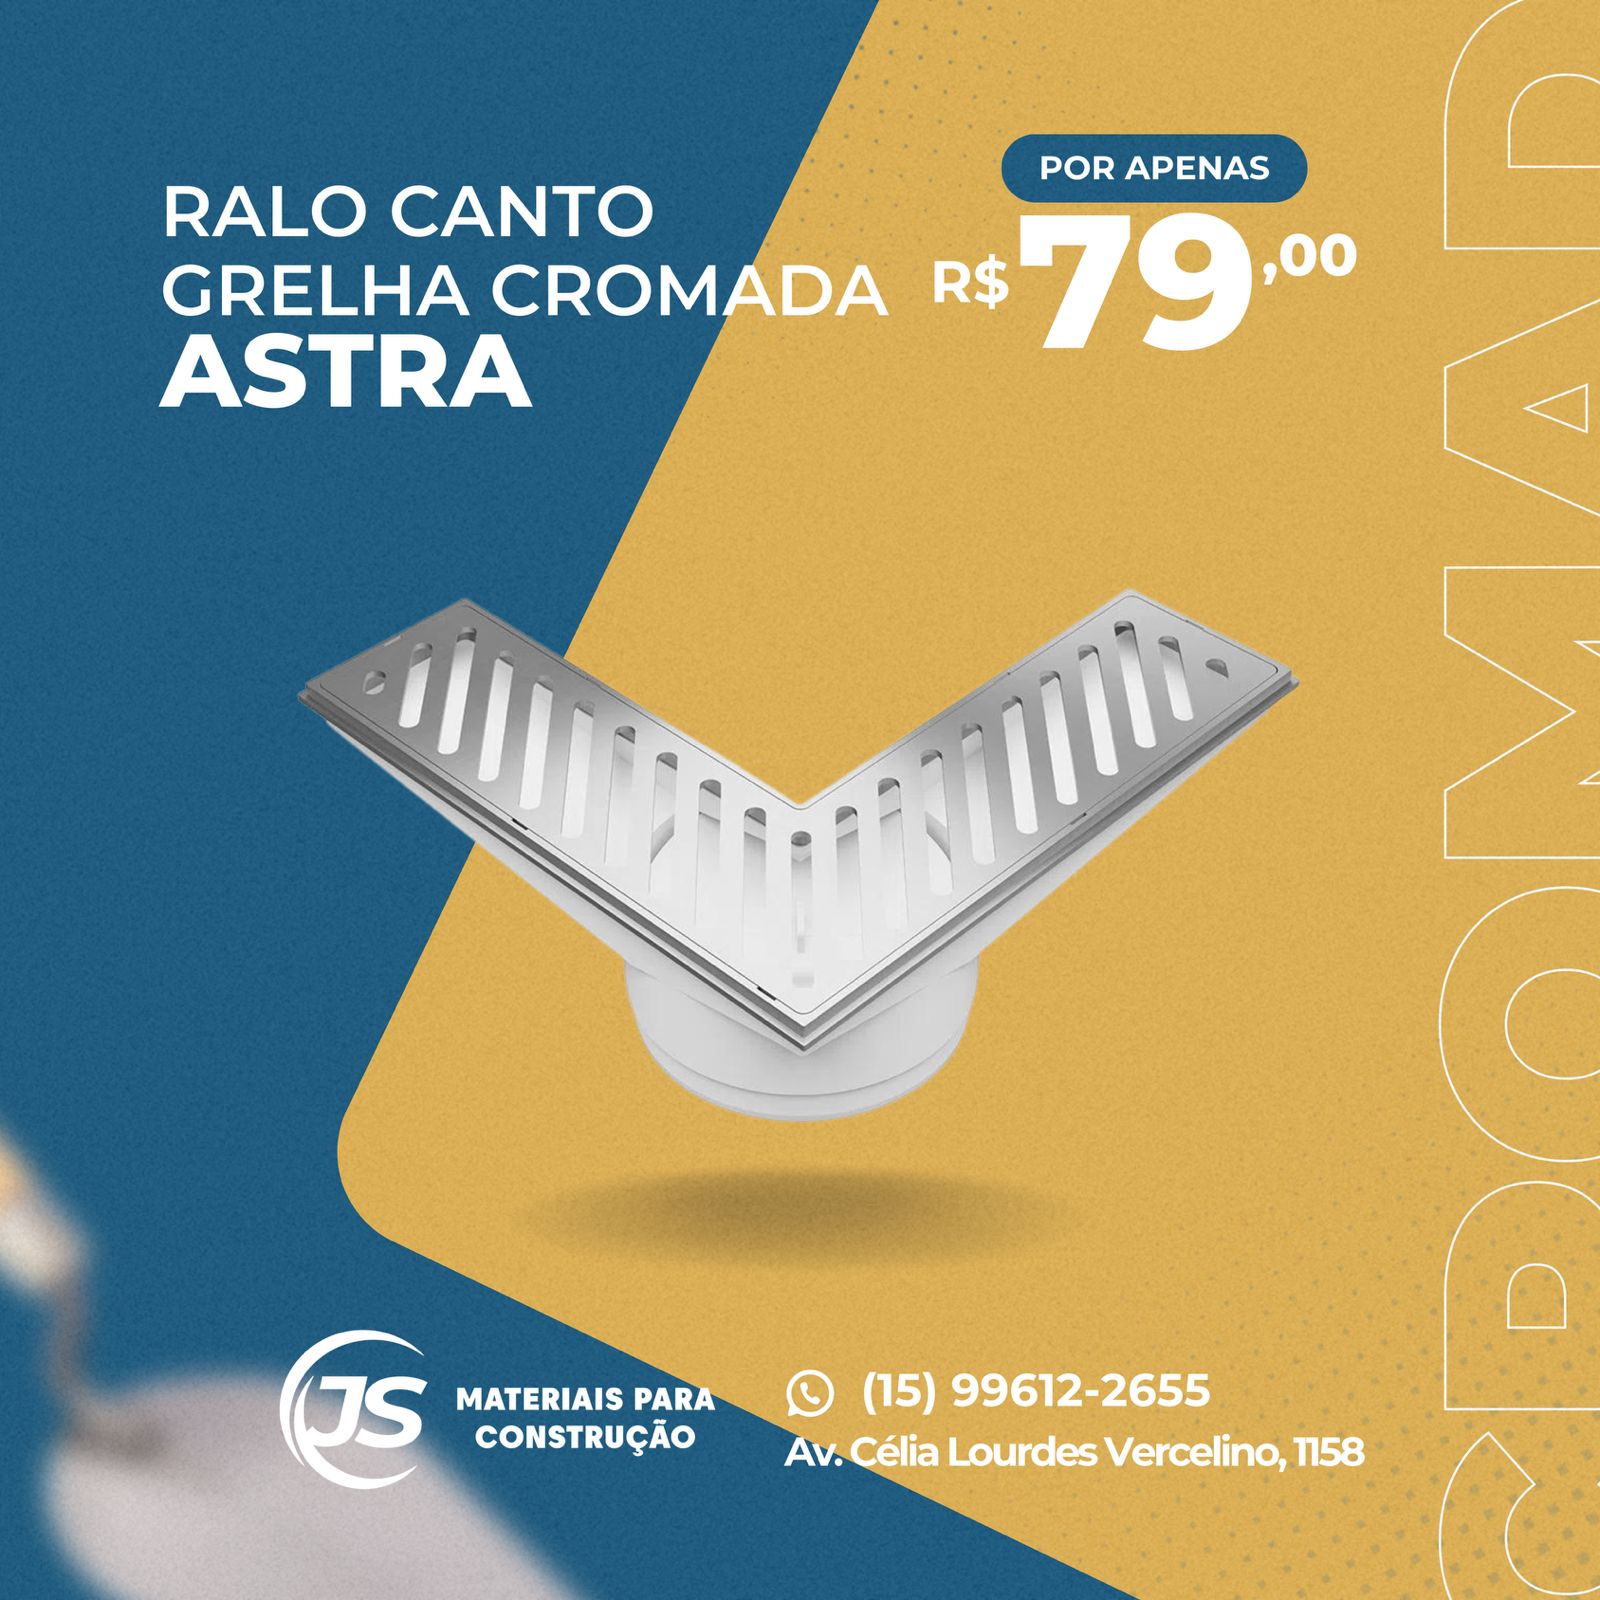 RALO CANTO
GRELHA CROMADA
ASTRA
POR APENAS
R$79,00
JS
MATERIAIS PARA
CONSTRUÇÃO
(15) 99612-2655
Av. Célia Lourdes Vercelino, 1158
CROMAD